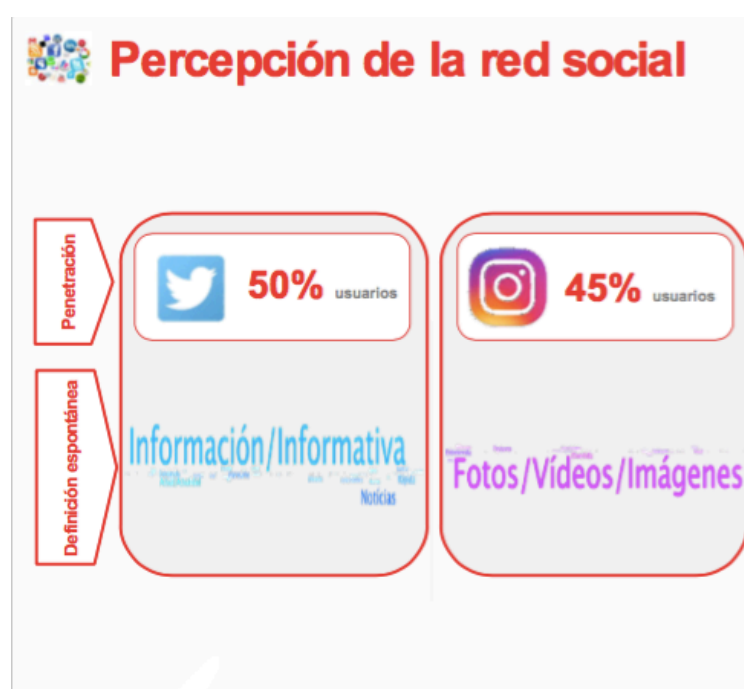 Percepción de la red social
Penetración
50% usuarios
45% usuarios
Definición espontánea
Información/Informativa
Noticias
Fotos/Vídeos/Imágenes